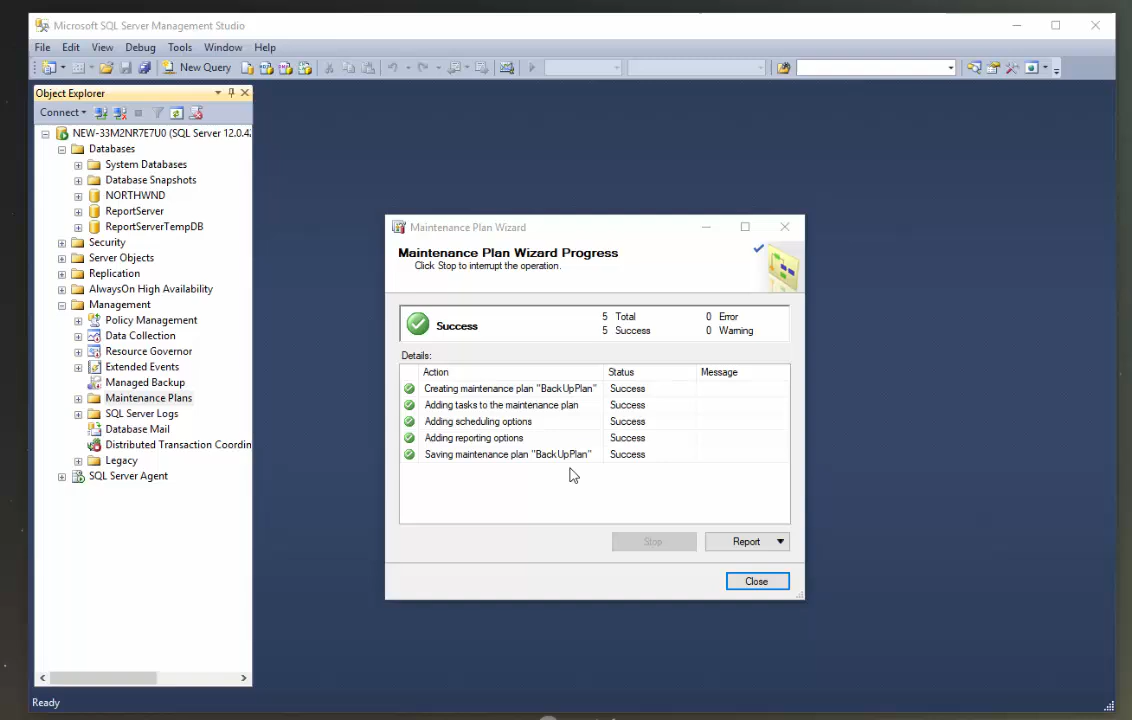 Microsoft SQL Server Management Studio
File Edit View Debug Tools Window Help
New Query
Object Explorer
Connect
NEW-33M2NR7E7U0 (SQL Server 12.0.42
Databases
System Databases
Database Snapshots
NORTHWND
ReportServer
ReportServerTempDB
Security
Server Objects
Replication
AlwaysOn High Availability
Management
Policy Management
Data Collection
Resource Governor
Extended Events
Managed Backup
Maintenance Plans
SQL Server Logs
Database Mail
Distributed Transaction Coordin
Legacy
SQL Server Agent
Maintenance Plan Wizard
Maintenance Plan Wizard Progress
Click Stop to interrupt the operation.
Success
5 Total 0 Error
5 Success 0 Warning
Details:
Action Status Message
Creating maintenance plan "BackUpPlan" Success
Adding tasks to the maintenance plan Success
Adding scheduling options Success
Adding reporting options Success
Saving maintenance plan "BackUpPlan" Success
Stop Report
Close
Ready